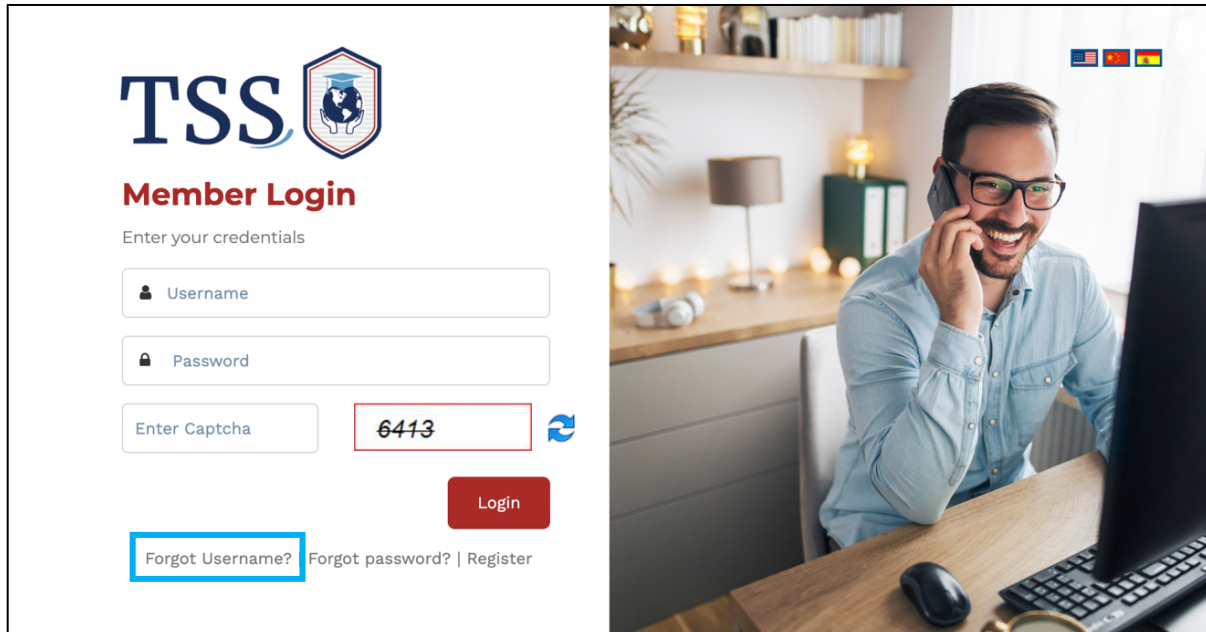 TSS
Member Login
Enter your credentials
Username
Password
Enter Captcha
6413
Login
Forgot Username? | Forgot password? | Register